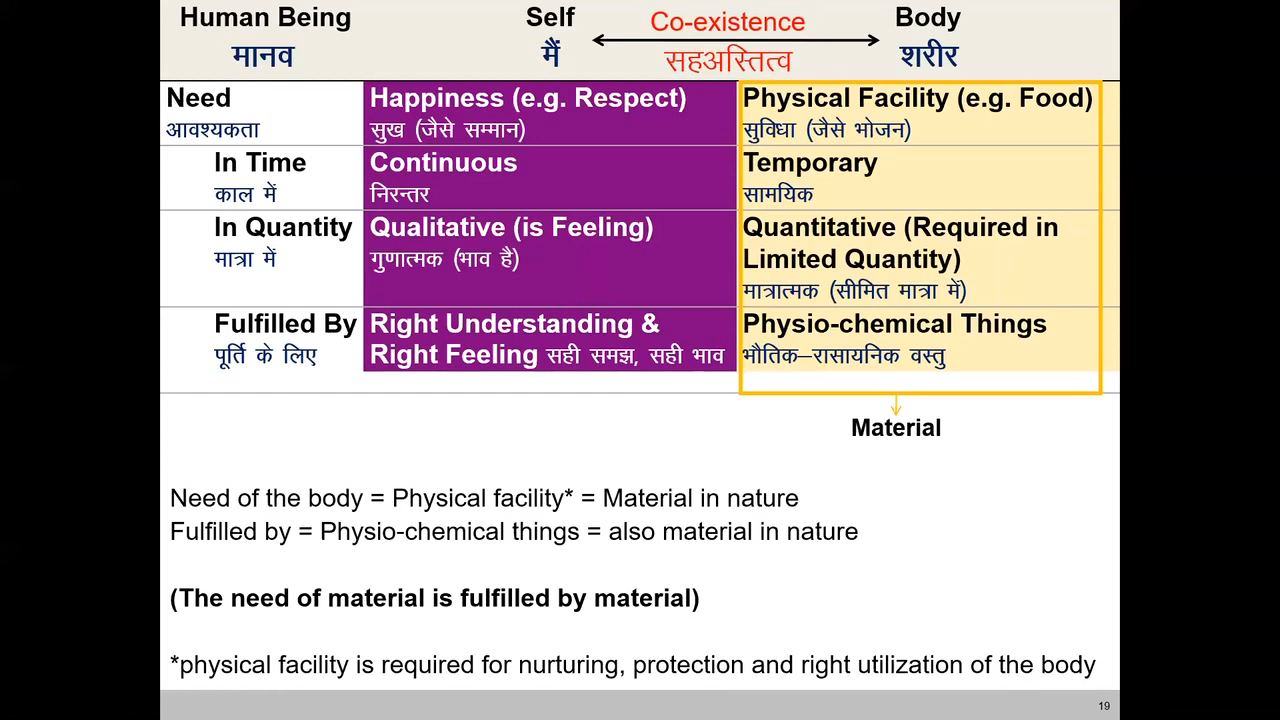 Human Being Self Co-existence Body
मानव मैं सहअस्तित्व शरीर
Need Happiness (e.g. Respect) Physical Facility (e.g. Food)
आवश्यकता सुख (जैसे सम्मान) सुविधा (जैसे भोजन)
In Time Continuous Temporary
काल में निरन्तर सामयिक
In Quantity Qualitative (is Feeling) Quantitative (Required in
मात्रा में गुणात्मक (भाव है) Limited Quantity)
मात्रात्मक (सीमित मात्रा में)
Fulfilled By Right Understanding & Physio-chemical Things
पूर्ति के लिए Right Feeling सही समझ, सही भाव भौतिक–रासायनिक वस्तु
Material
Need of the body = Physical facility* = Material in nature
Fulfilled by = Physio-chemical things = also material in nature
(The need of material is fulfilled by material)
*physical facility is required for nurturing, protection and right utilization of the body
19